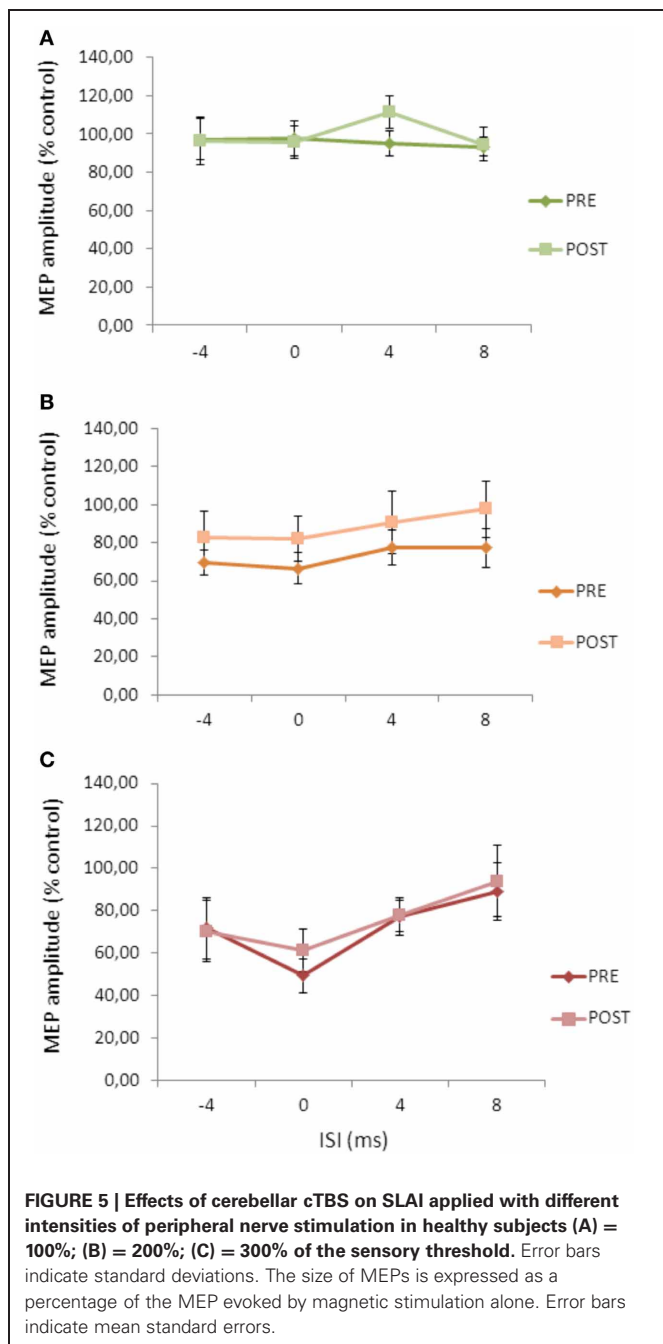 A
MEP amplitude (% control)
140,00
120,00
100,00
80,00
60,00
40,00
20,00
0,00
-4 0 4 8
PRE
POST
B
MEP amplitude (% control)
140,00
120,00
100,00
80,00
60,00
40,00
20,00
0,00
-4 0 4 8
PRE
POST
C
MEP amplitude (% control)
140,00
120,00
100,00
80,00
60,00
40,00
20,00
0,00
-4 0 4 8
ISI (ms)
PRE
POST
FIGURE 5 | Effects of cerebellar cTBS on SLAI applied with different
intensities of peripheral nerve stimulation in healthy subjects (A) =
100%; (B) = 200%; (C) = 300% of the sensory threshold. Error bars
indicate standard deviations. The size of MEPs is expressed as a
percentage of the MEP evoked by magnetic stimulation alone. Error bars
indicate mean standard errors.